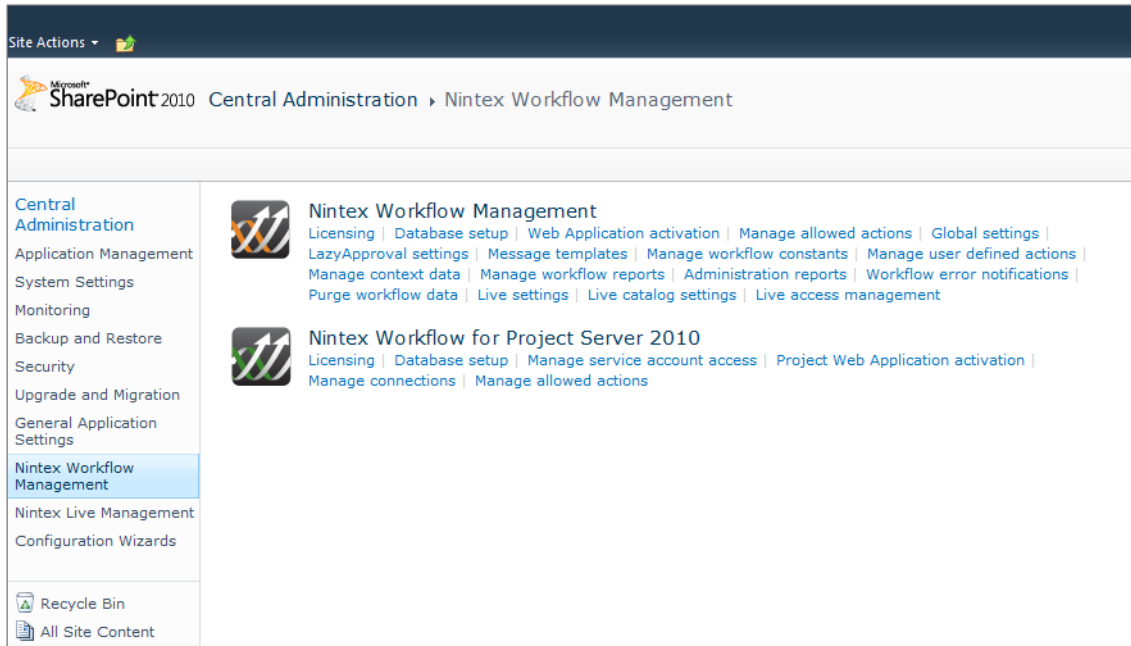 Site Actions
Microsoft®
SharePoint 2010 Central Administration ▸ Nintex Workflow Management
Central
Administration
Application Management
System Settings
Monitoring
Backup and Restore
Security
Upgrade and Migration
General Application
Settings
Nintex Workflow
Management
Nintex Live Management
Configuration Wizards
Recycle Bin
All Site Content
Nintex Workflow Management
Licensing | Database setup | Web Application activation | Manage allowed actions | Global settings |
LazyApproval settings | Message templates | Manage workflow constants | Manage user defined actions |
Manage context data | Manage workflow reports | Administration reports | Workflow error notifications |
Purge workflow data | Live settings | Live catalog settings | Live access management
Nintex Workflow for Project Server 2010
Licensing | Database setup | Manage service account access | Project Web Application activation |
Manage connections | Manage allowed actions